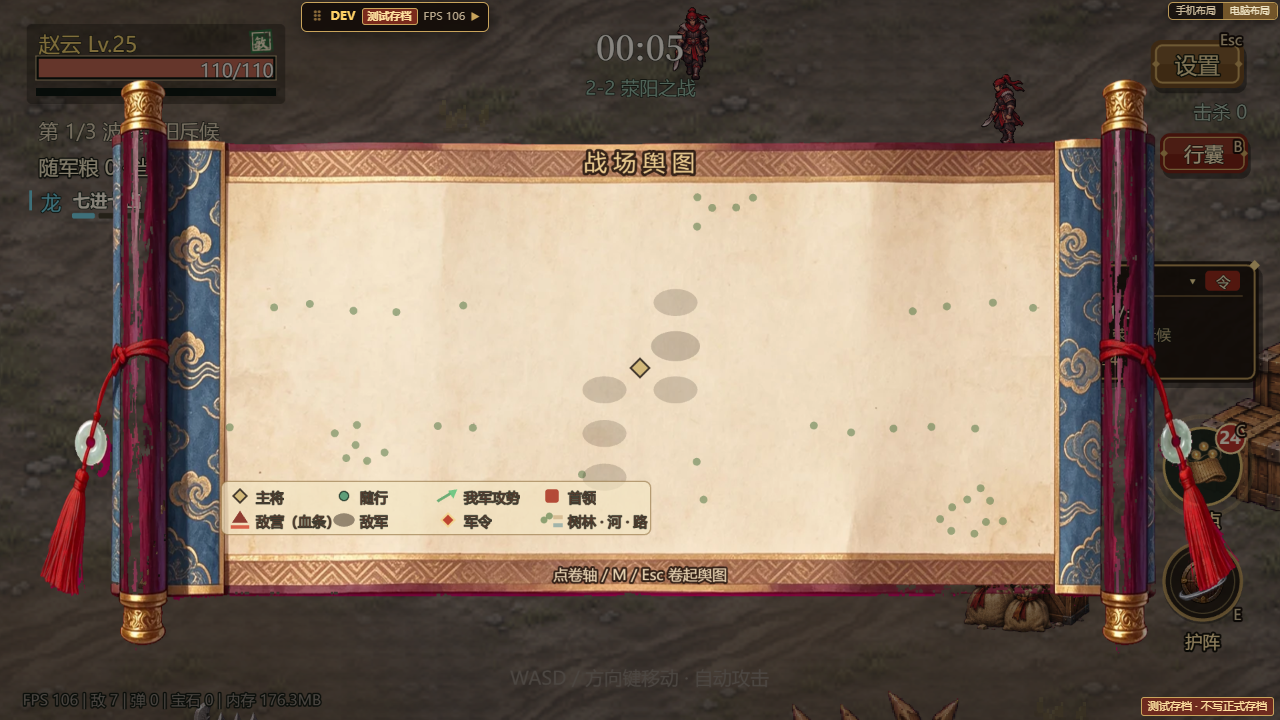 DEV 测试存档 FPS 106 ▶
手机布局 电脑布局
赵云 Lv.25
110/110
00:05
2-2 荥阳之战
Esc
设置
击杀 0
第 1/3 波
阳斥候
随军粮 0
行囊 B
龙 七进七出
战场舆图
令
候
主将 随行 我军攻势 首领
敌营（血条） 敌军 军令 树林·河·路
点卷轴 / M / Esc 卷起舆图
24 C
点
E
护阵
WASD / 方向键移动 · 自动攻击
FPS 106 | 敌 7 | 弹 0 | 宝石 0 | 内存 176.3MB
测试存档 · 不写正式存档